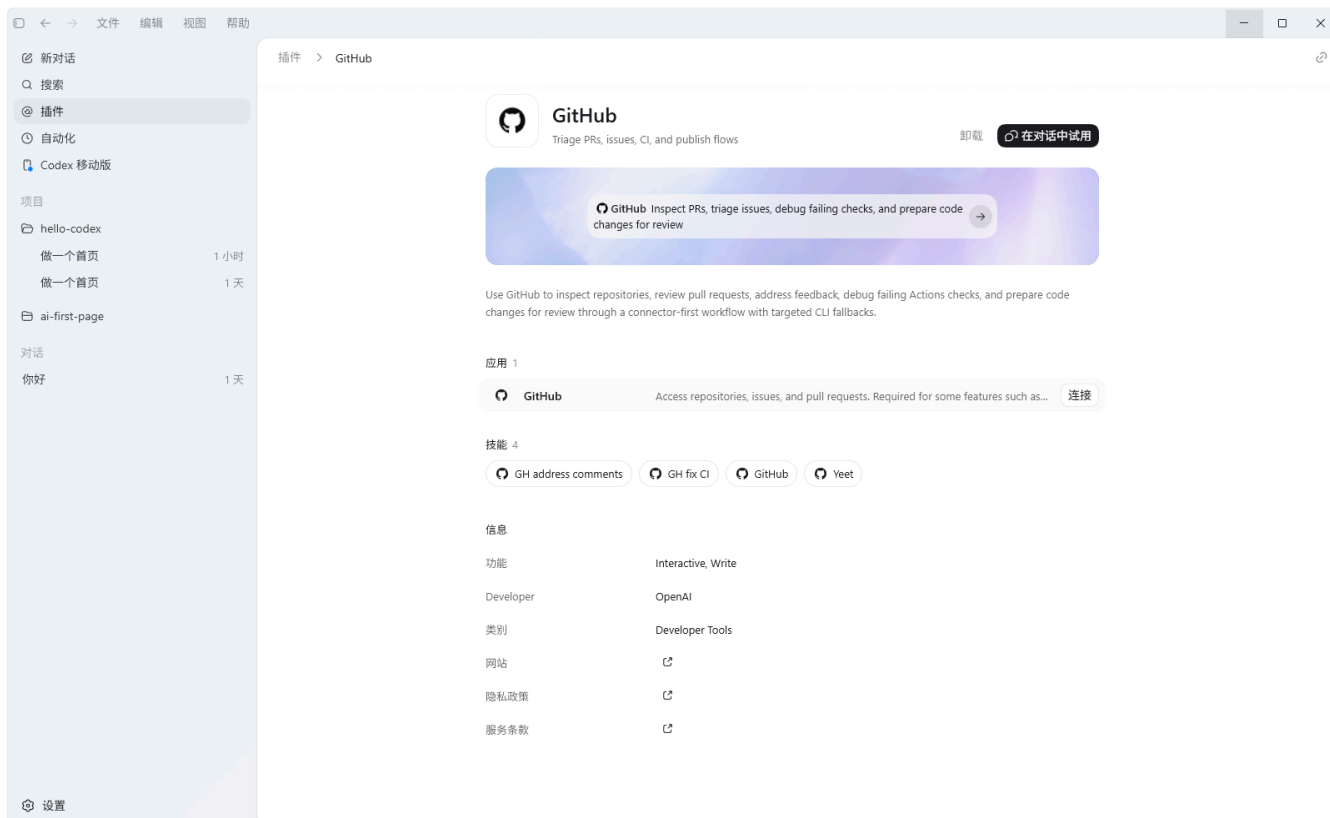 文件 编辑 视图 帮助
新对话
搜索
插件
自动化
Codex 移动版
项目
hello-codex
做一个首页 1 小时
做一个首页 1 天
ai-first-page
对话
你好 1 天
设置
插件 > GitHub
GitHub
Triage PRs, issues, CI, and publish flows
卸载 在对话中试用
GitHub Inspect PRs, triage issues, debug failing checks, and prepare code
changes for review
Use GitHub to inspect repositories, review pull requests, address feedback, debug failing Actions checks, and prepare code
changes for review through a connector-first workflow with targeted CLI fallbacks.
应用 1
GitHub Access repositories, issues, and pull requests. Required for some features such as... 连接
技能 4
GH address comments GH fix CI GitHub Yeet
信息
功能 Interactive, Write
Developer OpenAI
类别 Developer Tools
网站
隐私政策
服务条款